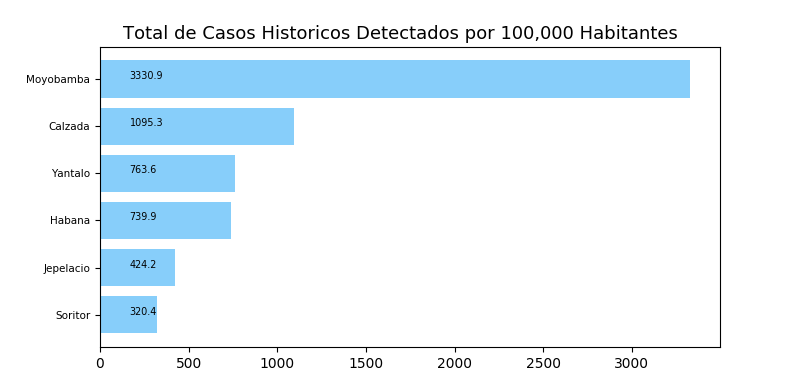 Total de Casos Historicos Detectados por 100,000 Habitantes
Moyobamba 3330.9
Calzada 1095.3
Yantalo 763.6
Habana 739.9
Jepelacio 424.2
Soritor 320.4
0 500 1000 1500 2000 2500 3000